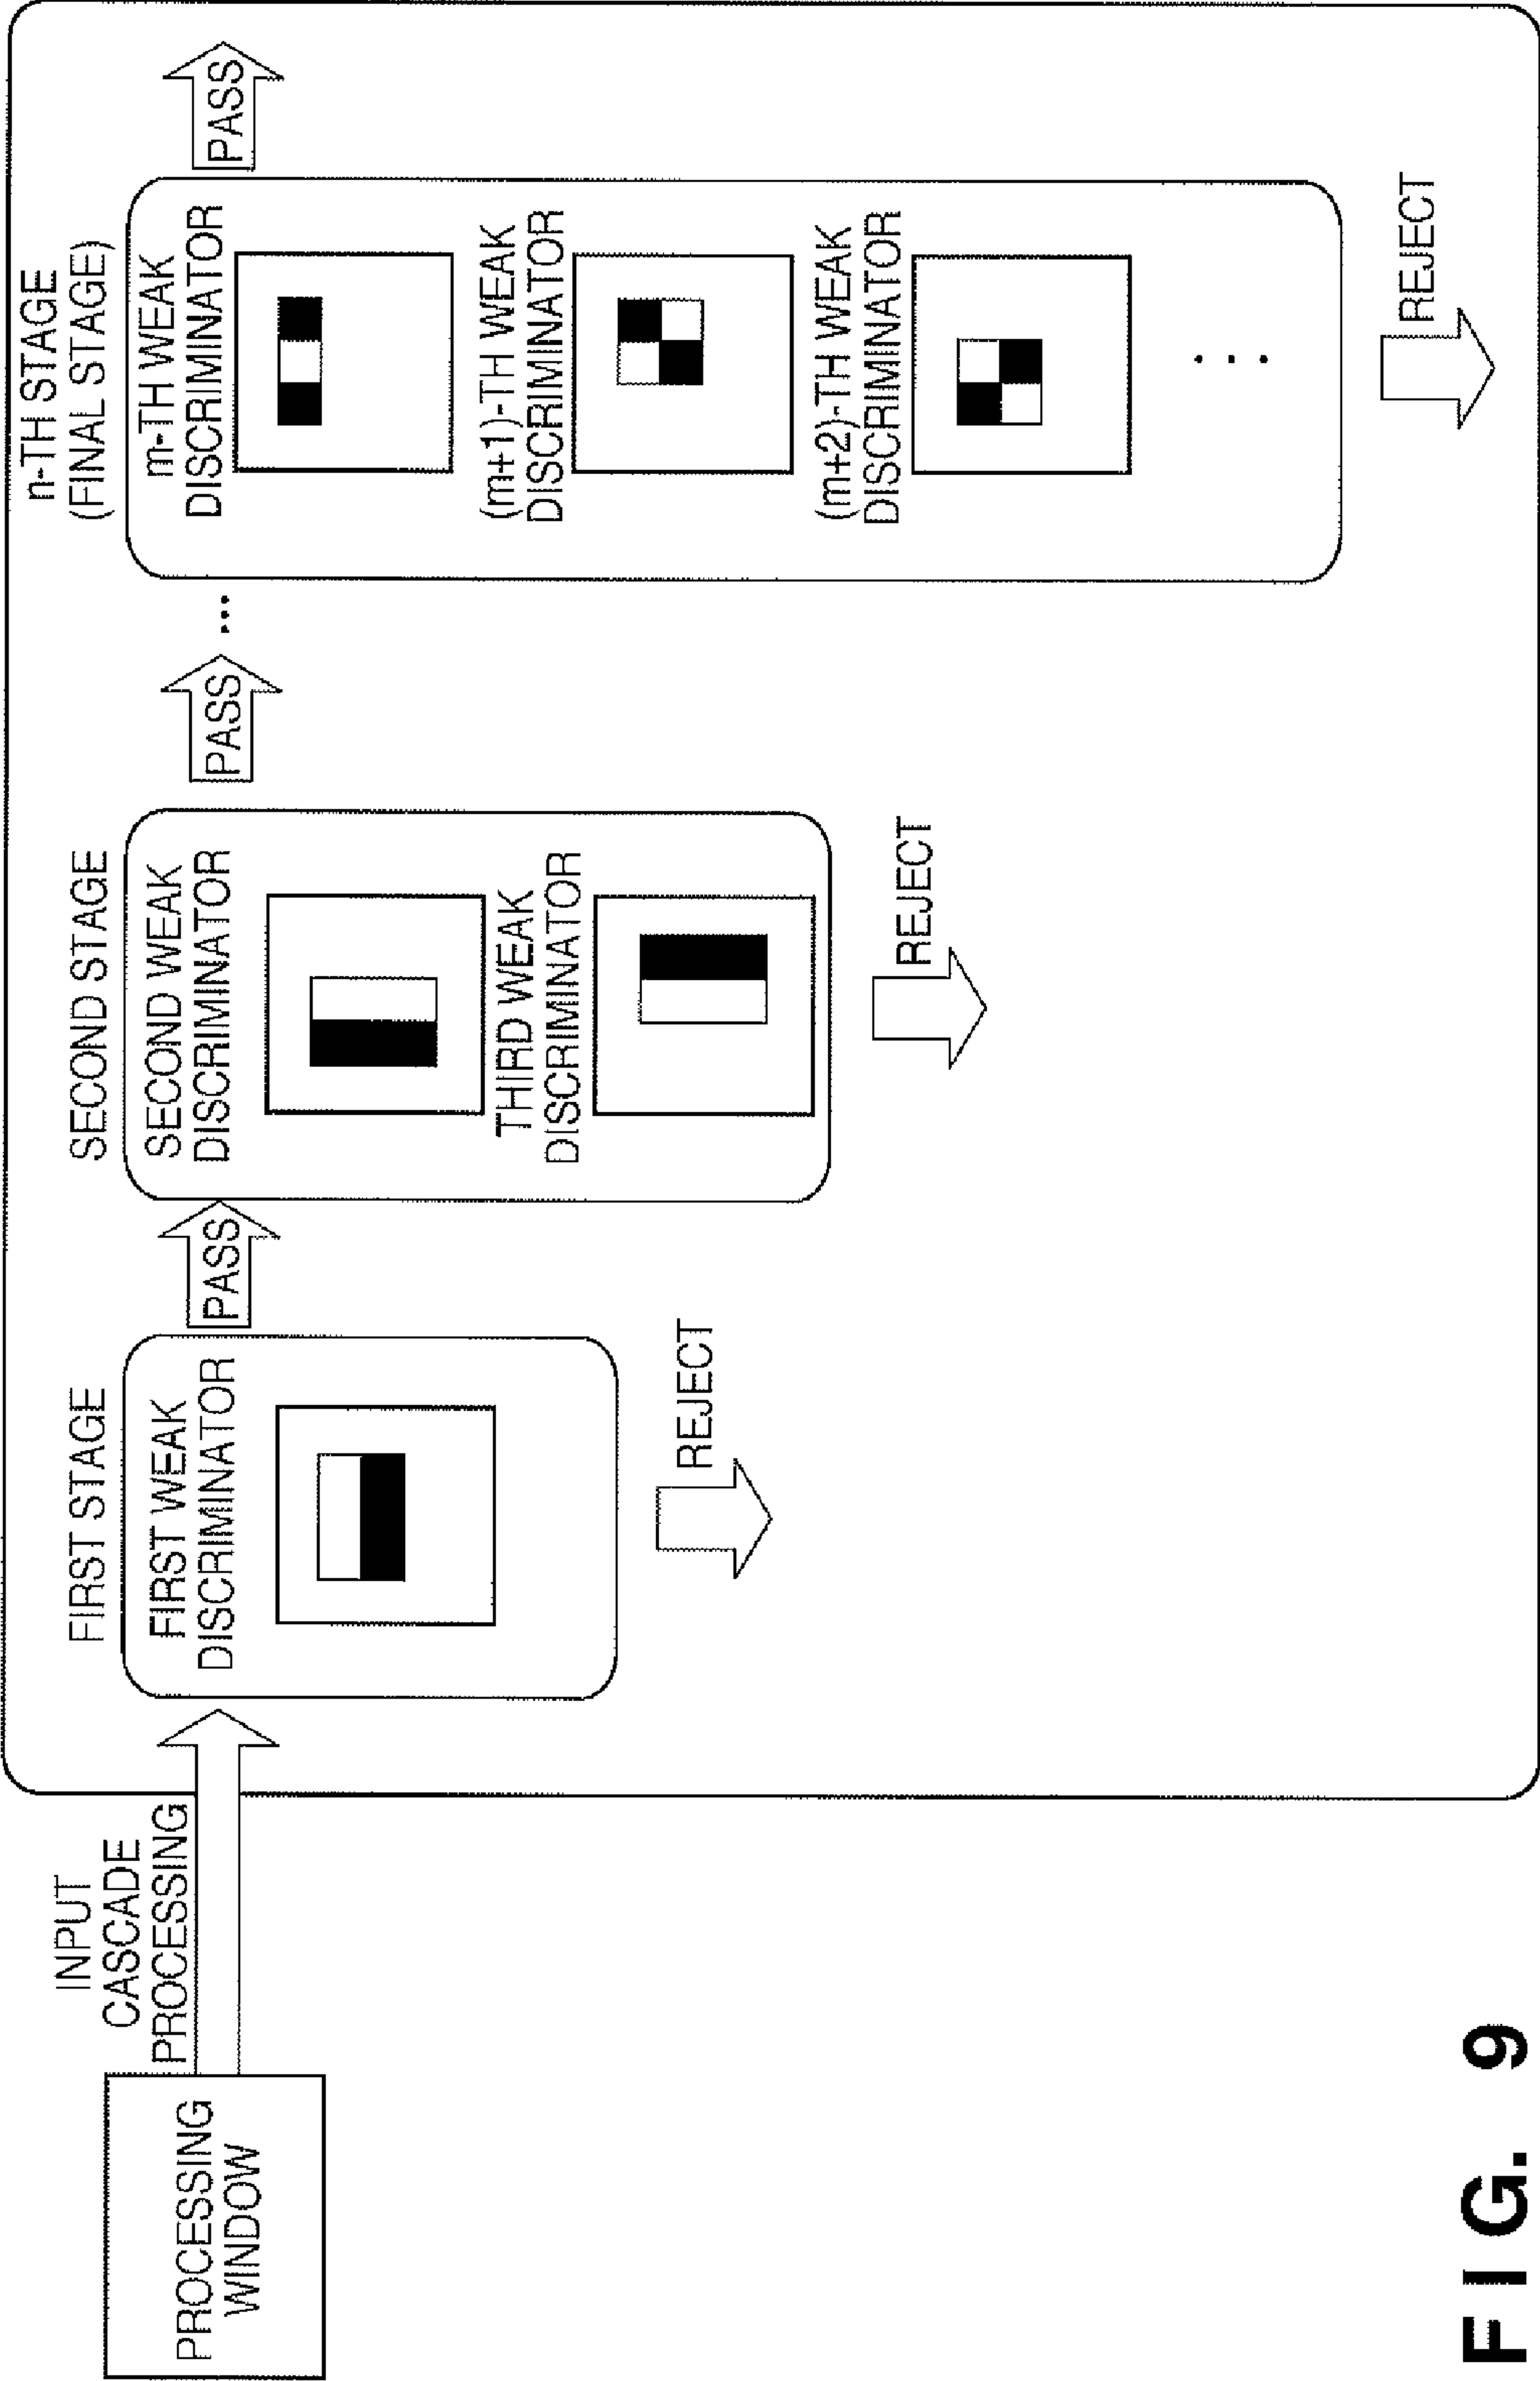 PROCESSING
WINDOW
INPUT
CASCADE
PROCESSING
FIRST STAGE
FIRST WEAK
DISCRIMINATOR
REJECT
PASS
SECOND STAGE
SECOND WEAK
DISCRIMINATOR
THIRD WEAK
DISCRIMINATOR
REJECT
PASS
...
n-TH STAGE
(FINAL STAGE)
m-TH WEAK
DISCRIMINATOR
(m+1)-TH WEAK
DISCRIMINATOR
(m+2)-TH WEAK
DISCRIMINATOR
...
REJECT
PASS
FIG. 9